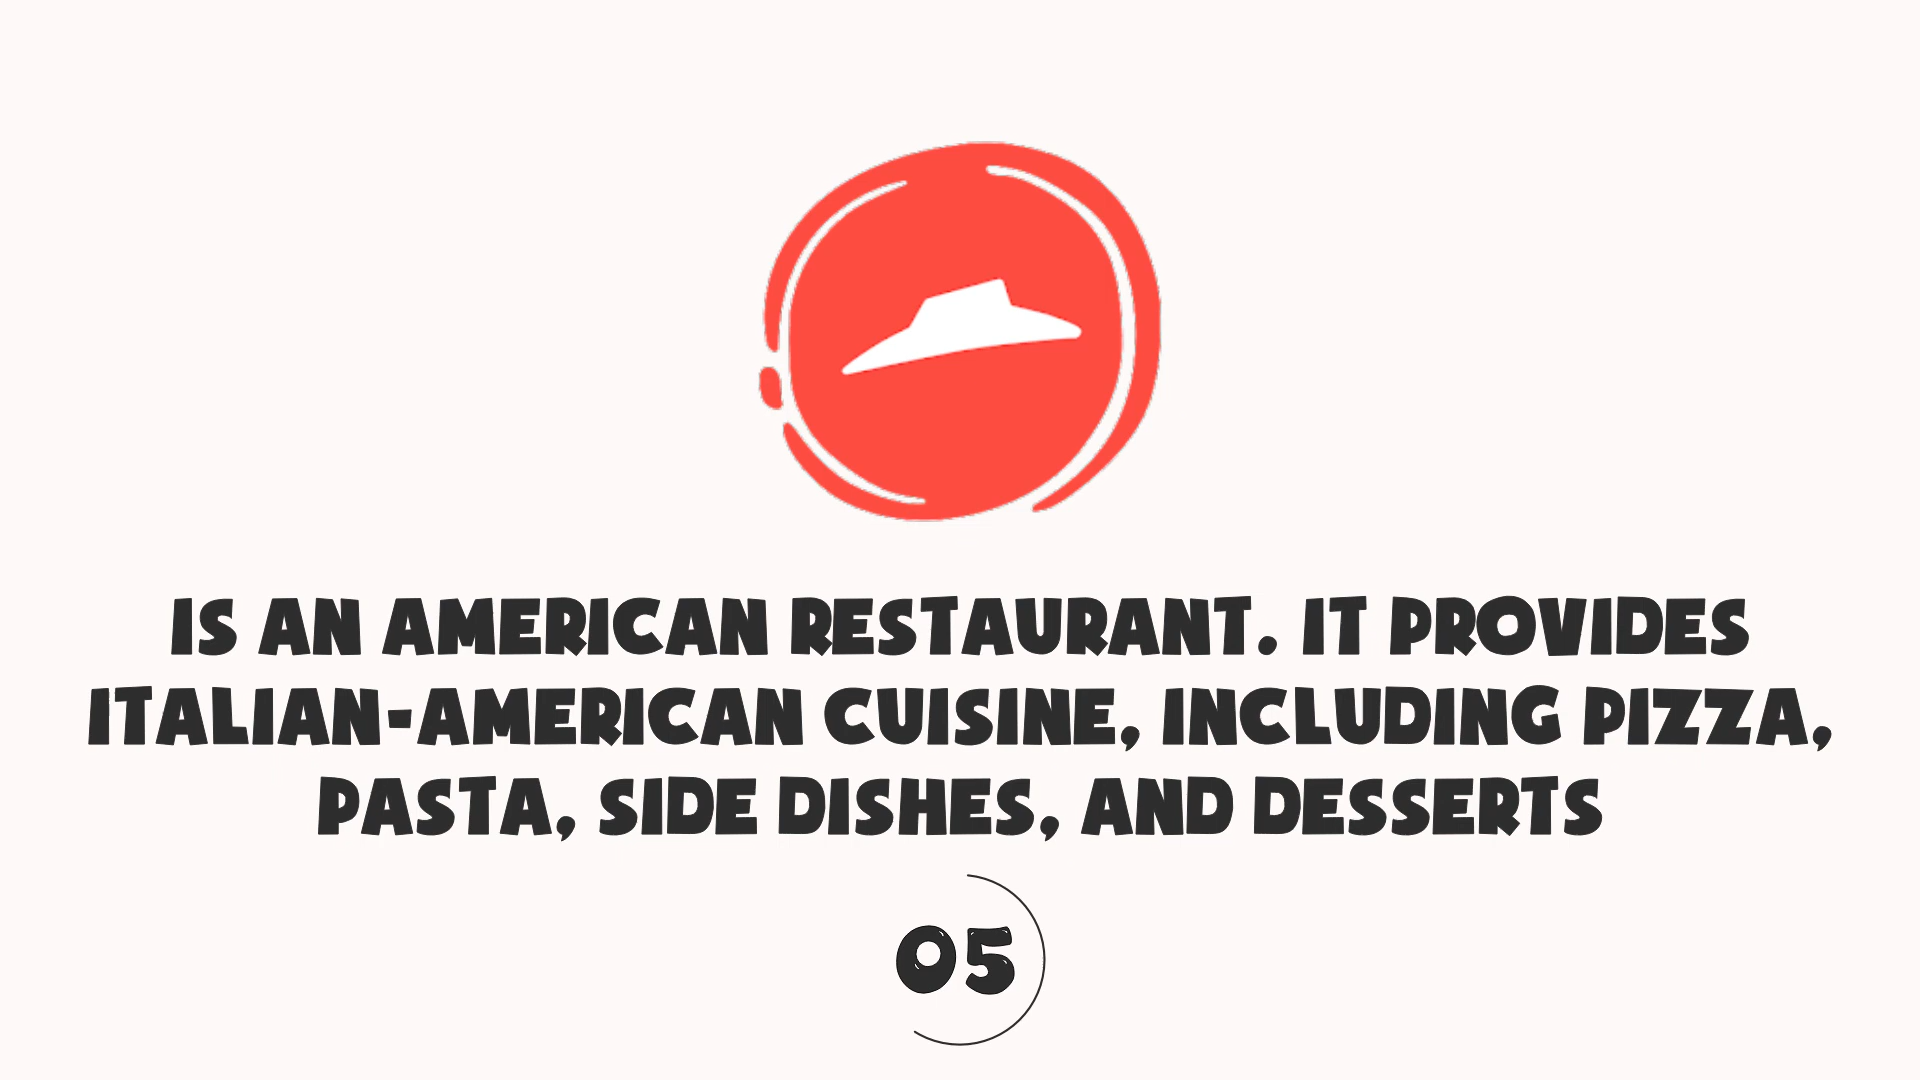 IS AN AMERICAN RESTAURANT. IT PROVIDES
ITALIAN-AMERICAN CUISINE, INCLUDING PIZZA,
PASTA, SIDE DISHES, AND DESSERTS
05